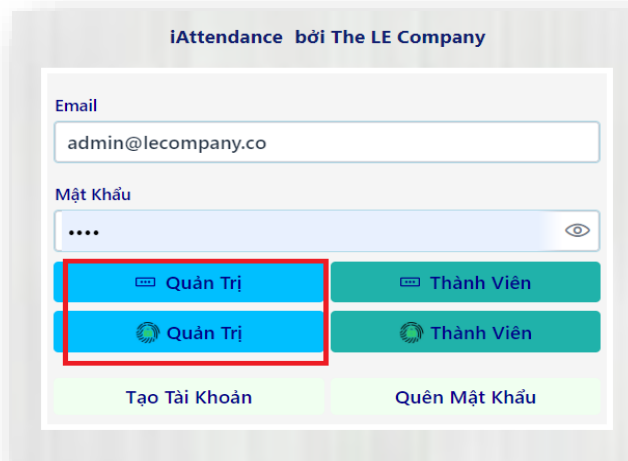 iAttendance bởi The LE Company
Email
admin@lecompany.co
Mật Khẩu
••••
Quản Trị Thành Viên
Quản Trị Thành Viên
Tạo Tài Khoản Quên Mật Khẩu